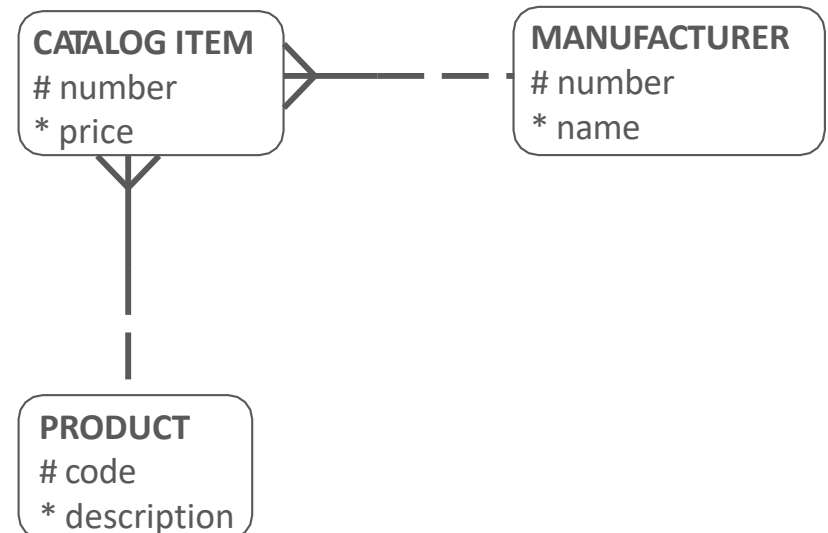 CATALOG ITEM
# number
* price
MANUFACTURER
# number
* name
PRODUCT
# code
* description